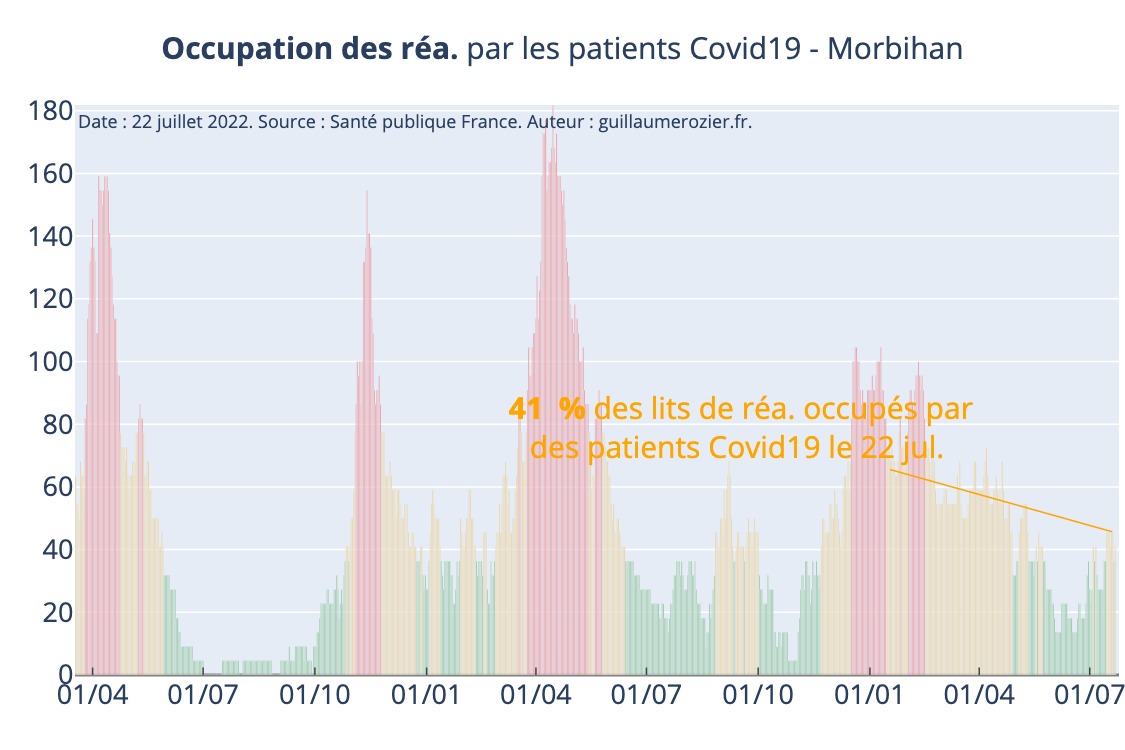 Occupation des réa. par les patients Covid19 - Morbihan
180
Date : 22 juillet 2022. Source : Santé publique France. Auteur : guillaumerozier.fr.
160
140
120
100
80
60
40
20
0
41 % des lits de réa. occupés par
des patients Covid19 le 22 jul.
01/04 01/07 01/10 01/01 01/04 01/07 01/10 01/01 01/04 01/07